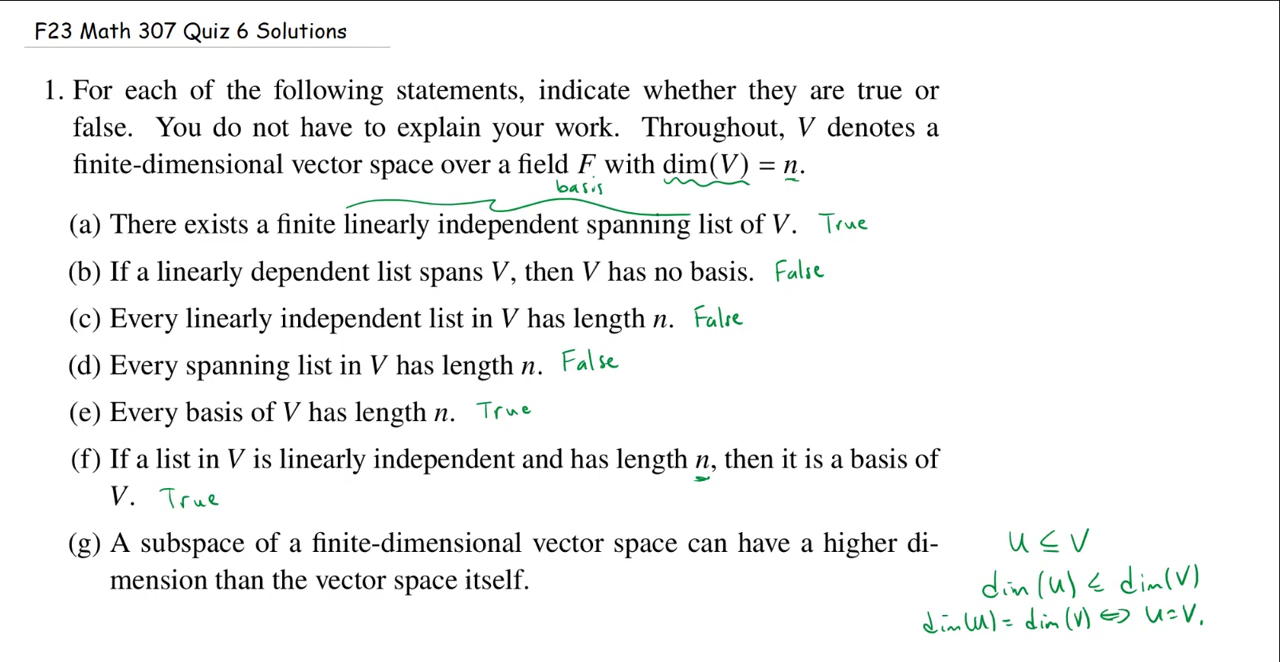 F23 Math 307 Quiz 6 Solutions
1. For each of the following statements, indicate whether they are true or
false. You do not have to explain your work. Throughout, V denotes a
finite-dimensional vector space over a field F with dim(V) = n.
basis
(a) There exists a finite linearly independent spanning list of V. True
(b) If a linearly dependent list spans V, then V has no basis. False
(c) Every linearly independent list in V has length n. False
(d) Every spanning list in V has length n. False
(e) Every basis of V has length n. True
(f) If a list in V is linearly independent and has length n, then it is a basis of
V. True
(g) A subspace of a finite-dimensional vector space can have a higher di-
mension than the vector space itself.
U ≤ V
dim(U) ≤ dim(V)
dim(U) = dim(V) ⇔ U=V.